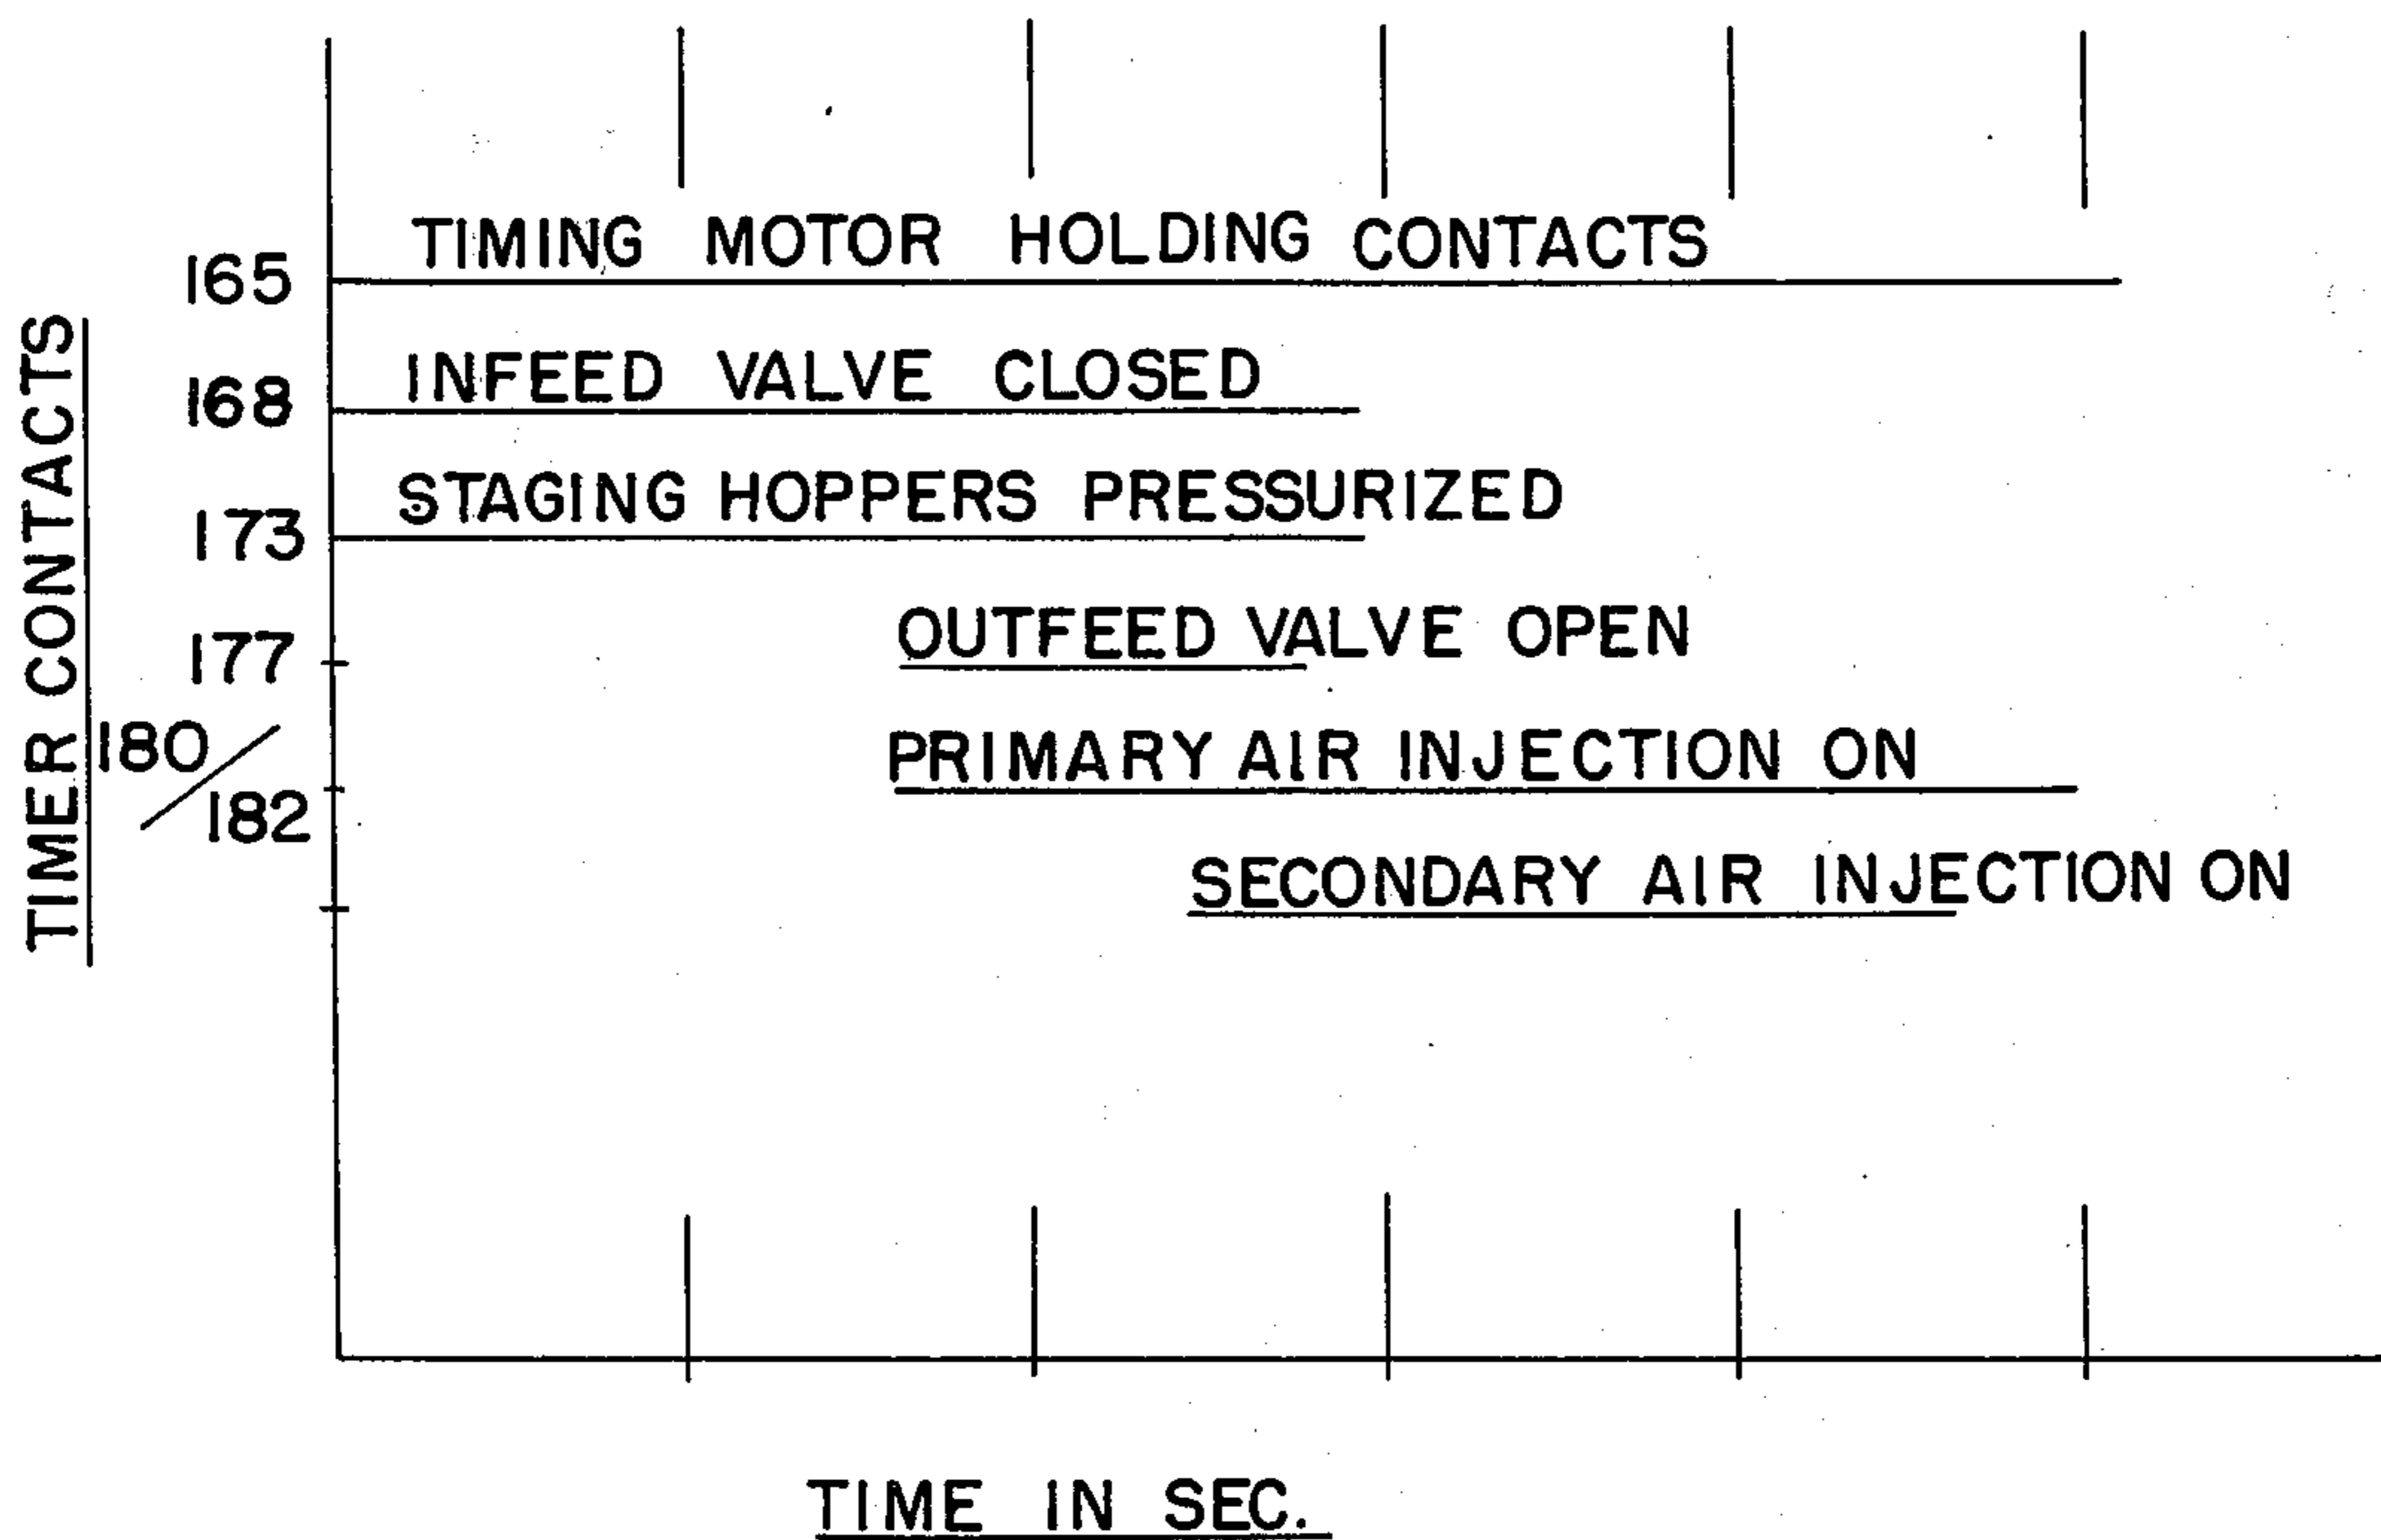 TIMER CONTACTS
165
TIMING MOTOR HOLDING CONTACTS
168
INFEED VALVE CLOSED
173
STAGING HOPPERS PRESSURIZED
177
OUTFEED VALVE OPEN
180/182
PRIMARY AIR INJECTION ON
SECONDARY AIR INJECTION ON
TIME IN SEC.